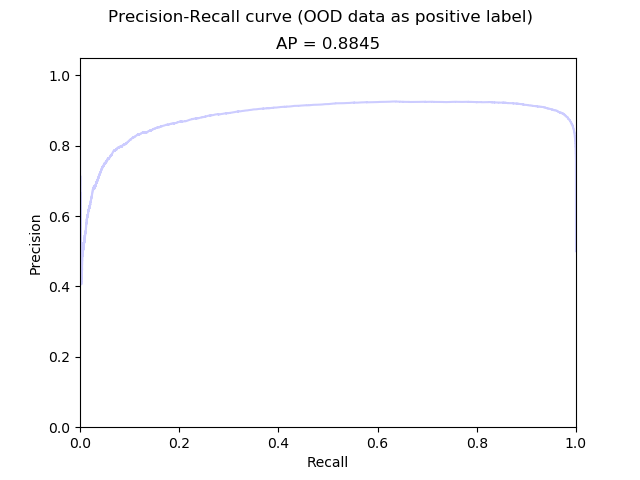 Precision-Recall curve (OOD data as positive label)
AP = 0.8845
1.0
0.8
0.6
0.4
0.2
0.0
Precision
0.0 0.2 0.4 0.6 0.8 1.0
Recall